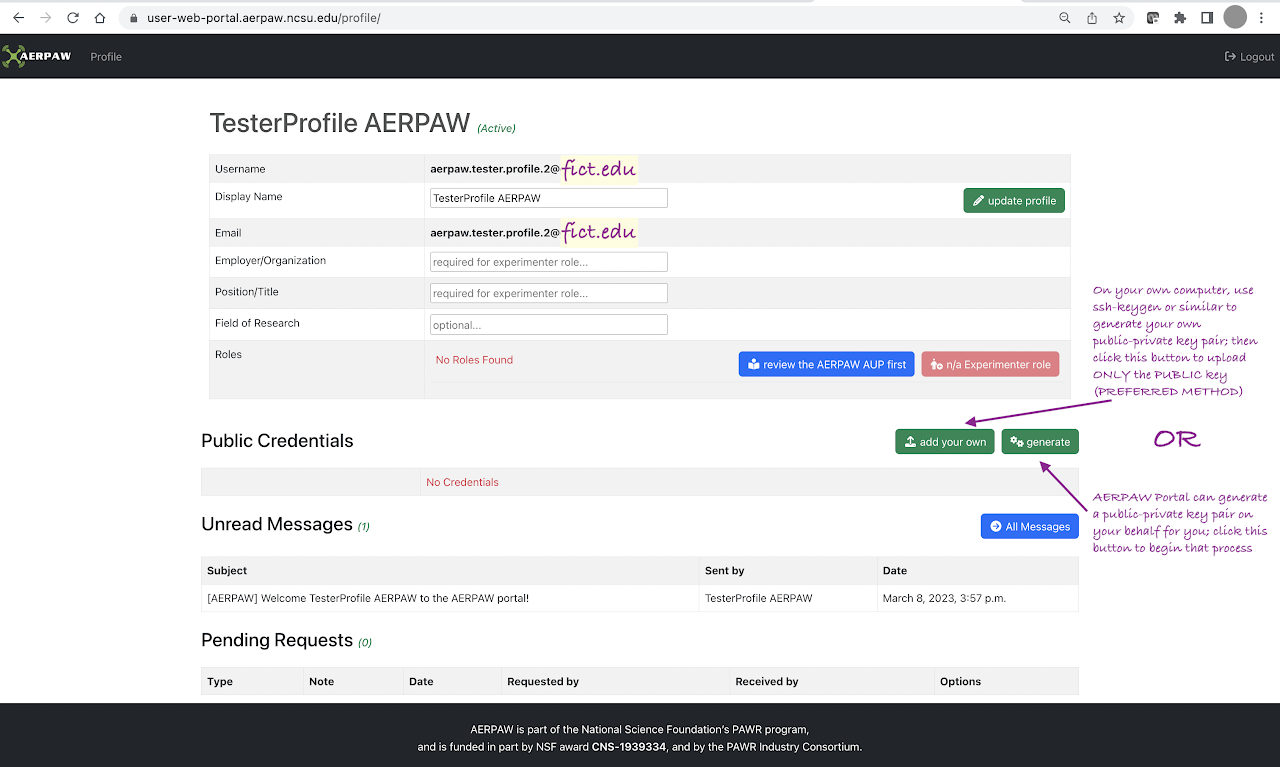 user-web-portal.aerpaw.ncsu.edu/profile/
AERPAW Profile Logout
TesterProfile AERPAW (Active)
Username aerpaw.tester.profile.2@fict.edu
Display Name TesterProfile AERPAW update profile
Email aerpaw.tester.profile.2@fict.edu
Employer/Organization required for experimenter role...
Position/Title required for experimenter role...
Field of Research optional...
Roles No Roles Found review the AERPAW AUP first n/a Experimenter role
On your own computer, use
ssh-keygen or similar to
generate your own
public-private key pair; then
click this button to upload
ONLY the PUBLIC key
(PREFERRED METHOD)
Public Credentials add your own generate
OR
No Credentials
AERPAW Portal can generate
a public-private key pair on
your behalf for you; click this
button to begin that process
Unread Messages (1) All Messages
Subject Sent by Date
[AERPAW] Welcome TesterProfile AERPAW to the AERPAW portal! TesterProfile AERPAW March 8, 2023, 3:57 p.m.
Pending Requests (0)
Type Note Date Requested by Received by Options
AERPAW is part of the National Science Foundation's PAWR program,
and is funded in part by NSF award CNS-1939334, and by the PAWR Industry Consortium.